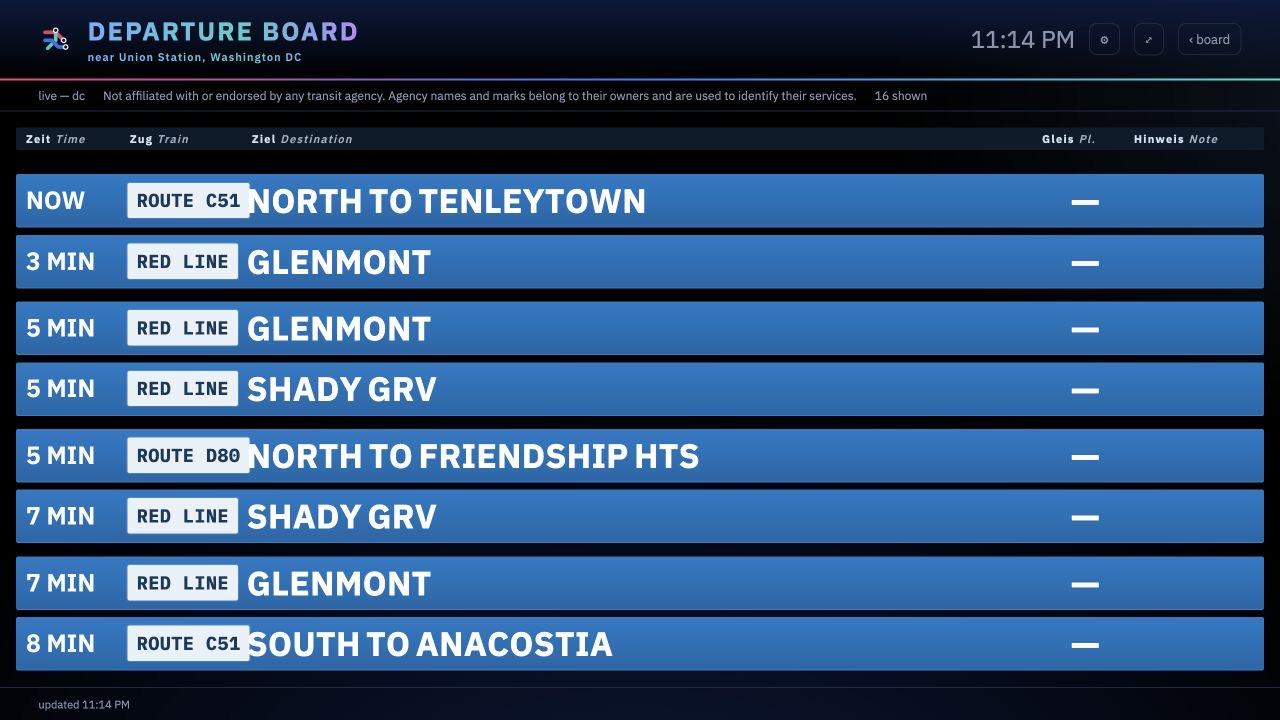 DEPARTURE BOARD
near Union Station, Washington DC
11:14 PM
‹ board
live — dc Not affiliated with or endorsed by any transit agency. Agency names and marks belong to their owners and are used to identify their services. 16 shown
Zeit Time Zug Train Ziel Destination Gleis Pl. Hinweis Note
NOW ROUTE C51 NORTH TO TENLEYTOWN —
3 MIN RED LINE GLENMONT —
5 MIN RED LINE GLENMONT —
5 MIN RED LINE SHADY GRV —
5 MIN ROUTE D80 NORTH TO FRIENDSHIP HTS —
7 MIN RED LINE SHADY GRV —
7 MIN RED LINE GLENMONT —
8 MIN ROUTE C51 SOUTH TO ANACOSTIA —
updated 11:14 PM